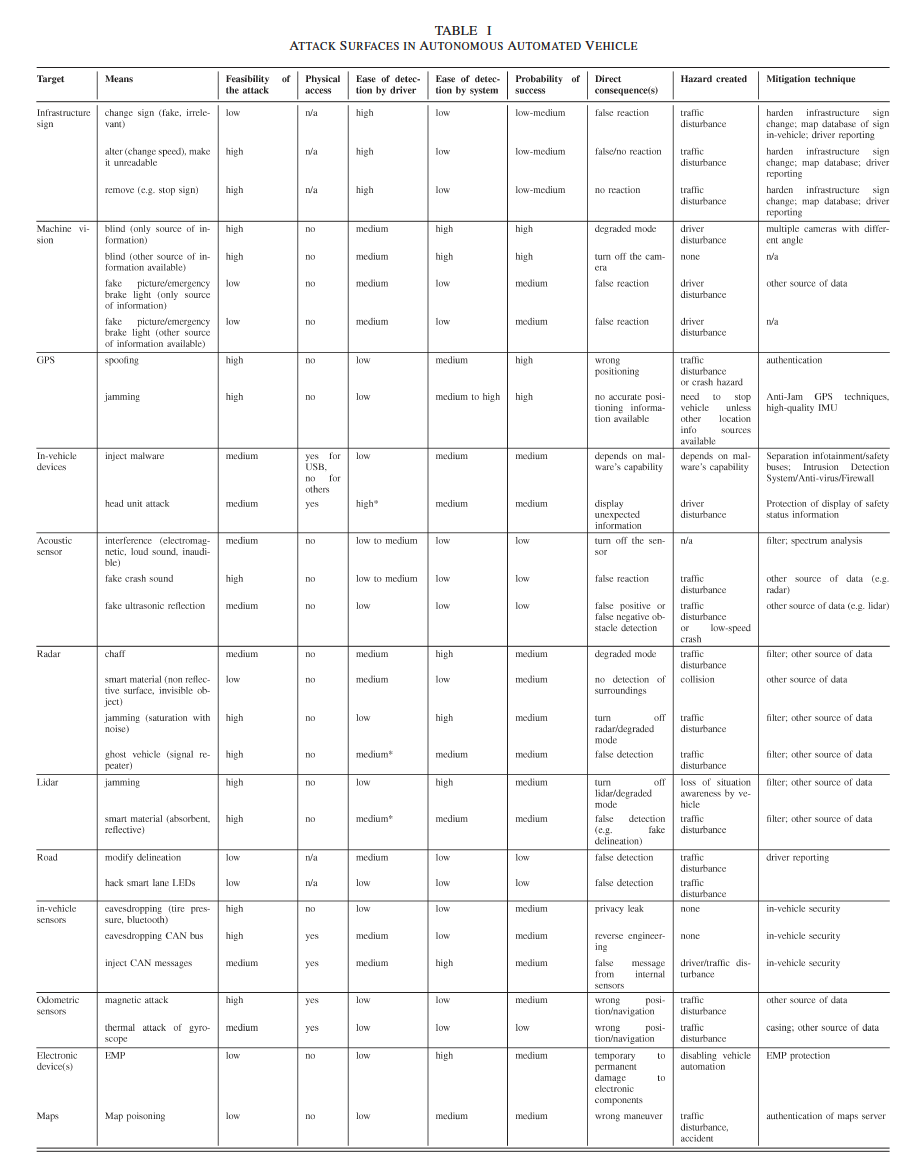 TABLE I
ATTACK SURFACES IN AUTONOMOUS AUTOMATED VEHICLE
Target | Means | Feasibility of the attack | Physical access | Ease of detection by driver | Ease of detection by system | Probability of success | Direct consequence(s) | Hazard created | Mitigation technique
Infrastructure sign | change sign (fake, irrelevant) | low | n/a | high | low | low-medium | false reaction | traffic disturbance | harden infrastructure sign change; map database of sign in-vehicle; driver reporting
alter (change speed), make it unreadable | high | n/a | high | low | low-medium | false/no reaction | traffic disturbance | harden infrastructure sign change; map database; driver reporting
remove (e.g. stop sign) | high | n/a | high | low | low-medium | no reaction | traffic disturbance | harden infrastructure sign change; map database; driver reporting
Machine vision | blind (only source of information) | high | no | medium | high | high | degraded mode | driver disturbance | multiple cameras with different angle
blind (other source of information available) | high | no | medium | high | high | turn off the camera | none | n/a
fake picture/emergency brake light (only source of information) | low | no | medium | low | medium | false reaction | driver disturbance | other source of data
fake picture/emergency brake light (other source of information available) | low | no | medium | low | medium | false reaction | driver disturbance | n/a
GPS | spoofing | high | no | low | medium | high | wrong positioning | traffic disturbance or crash hazard | authentication
jamming | high | no | low | medium to high | high | no accurate positioning information available | need to stop vehicle unless other location info sources available | Anti-Jam GPS techniques, high-quality IMU
In-vehicle devices | inject malware | medium | yes for USB, no for others | low | medium | medium | depends on malware's capability | depends on malware's capability | Separation infotainment/safety buses; Intrusion Detection System/Anti-virus/Firewall
head unit attack | medium | yes | high* | medium | medium | display unexpected information | driver disturbance | Protection of display of safety status information
Acoustic sensor | interference (electromagnetic, loud sound, inaudible) | medium | no | low to medium | low | low | turn off the sensor | n/a | filter; spectrum analysis
fake crash sound | high | no | low to medium | low | low | false reaction | traffic disturbance | other source of data (e.g. radar)
fake ultrasonic reflection | medium | no | low | low | low | false positive or false negative obstacle detection | traffic disturbance or low-speed crash | other source of data (e.g. lidar)
Radar | chaff | medium | no | medium | high | medium | degraded mode | traffic disturbance | filter; other source of data
smart material (non reflective surface, invisible object) | low | no | medium | low | medium | no detection of surroundings | collision | other source of data
jamming (saturation with noise) | high | no | low | high | medium | turn off radar/degraded mode | traffic disturbance | filter; other source of data
ghost vehicle (signal repeater) | high | no | medium* | medium | medium | false detection | traffic disturbance | filter; other source of data
Lidar | jamming | high | no | low | high | medium | turn off lidar/degraded mode | loss of situation awareness by vehicle | filter; other source of data
smart material (absorbent, reflective) | high | no | medium* | medium | medium | false detection (e.g. fake delineation) | traffic disturbance | filter; other source of data
Road | modify delineation | low | n/a | medium | low | low | false detection | traffic disturbance | driver reporting
hack smart lane LEDs | low | n/a | low | low | low | false detection | traffic disturbance
in-vehicle sensors | eavesdropping (tire pressure, bluetooth) | high | no | low | low | medium | privacy leak | none | in-vehicle security
eavesdropping CAN bus | high | yes | medium | low | medium | reverse engineering | none | in-vehicle security
inject CAN messages | medium | yes | medium | high | medium | false message from internal sensors | driver/traffic disturbance | in-vehicle security
Odometric sensors | magnetic attack | high | yes | low | low | medium | wrong position/navigation | traffic disturbance | other source of data
thermal attack of gyroscope | medium | yes | low | low | low | wrong position/navigation | traffic disturbance | casing; other source of data
Electronic device(s) | EMP | low | no | low | high | medium | temporary to permanent damage to electronic components | disabling vehicle automation | EMP protection
Maps | Map poisoning | low | no | low | medium | medium | wrong maneuver | traffic disturbance, accident | authentication of maps server